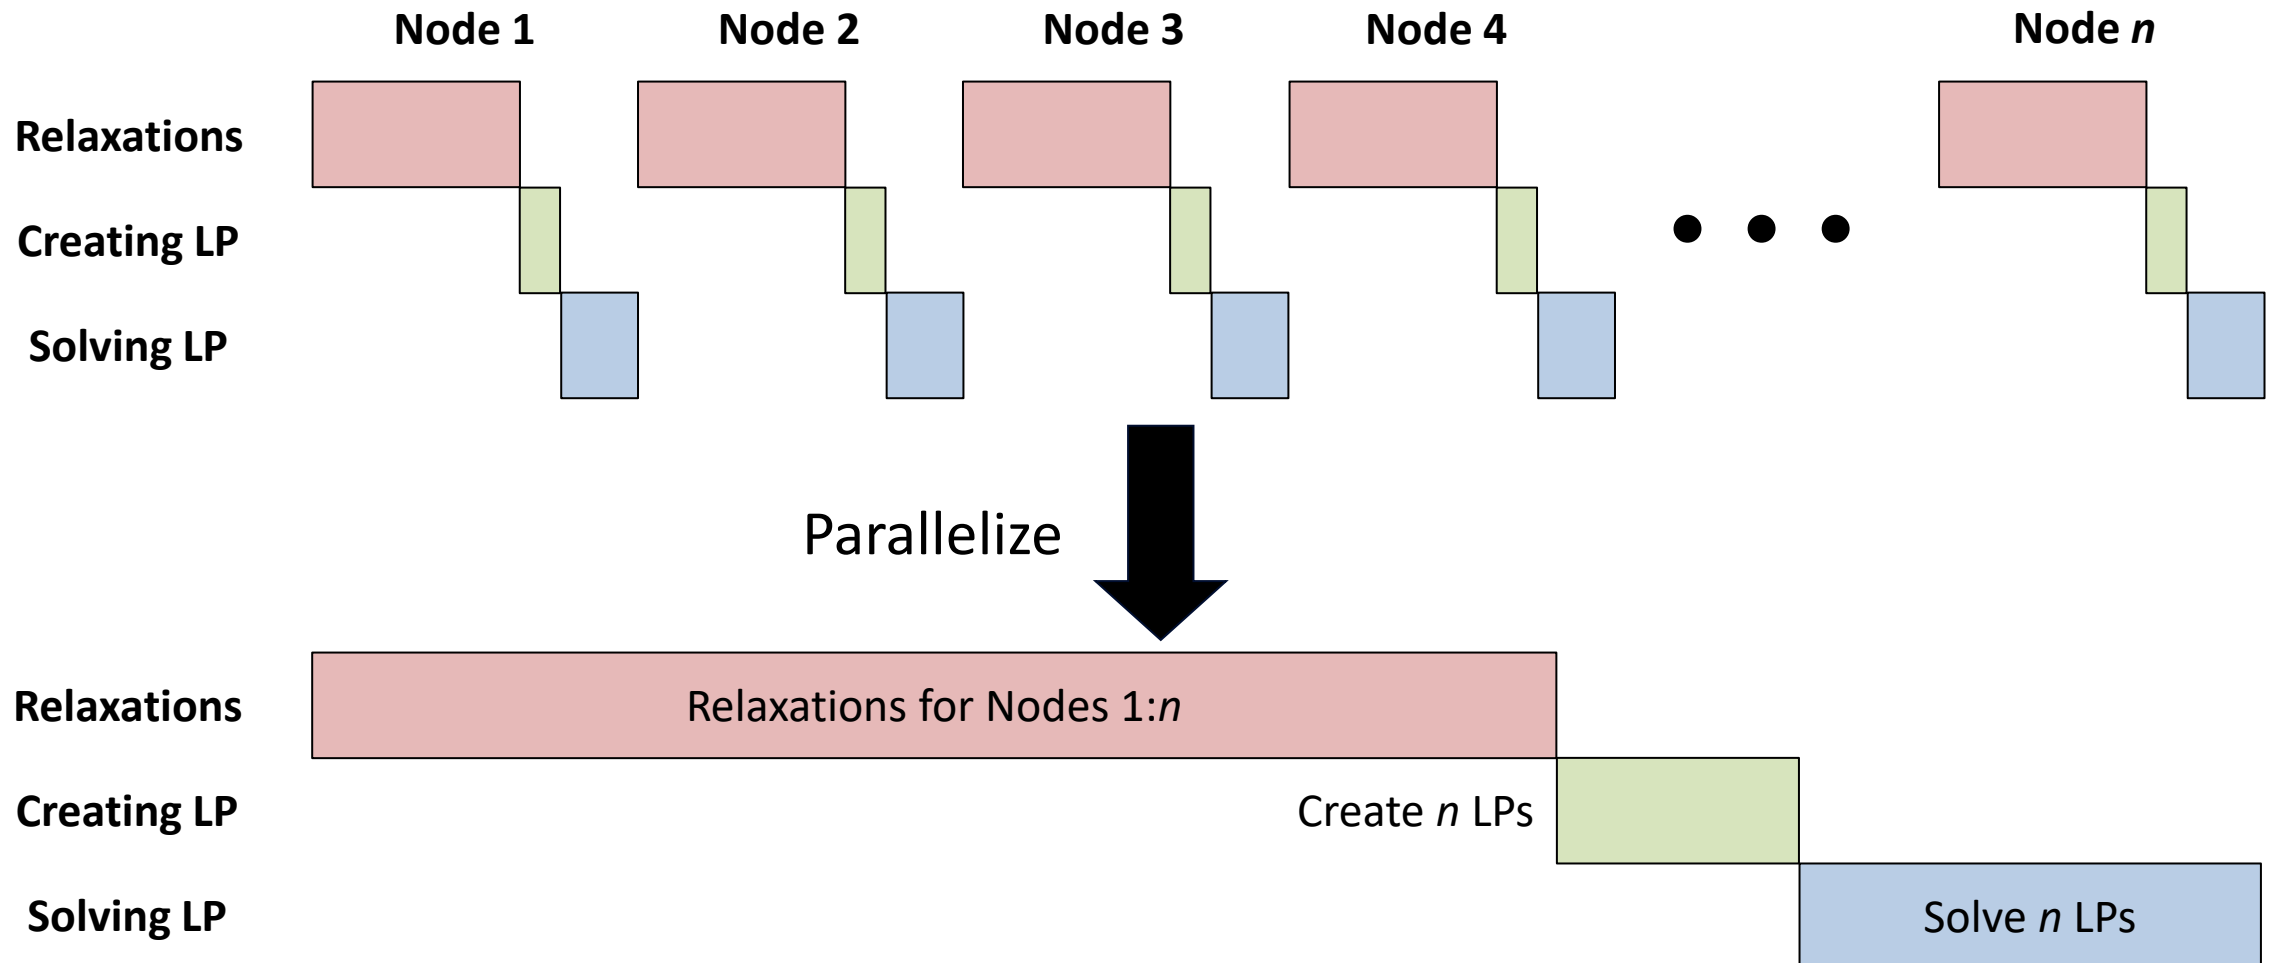 Node 1 Node 2 Node 3 Node 4 Node n
Relaxations
Creating LP
Solving LP
Parallelize
Relaxations Relaxations for Nodes 1:n
Creating LP Create n LPs
Solving LP Solve n LPs